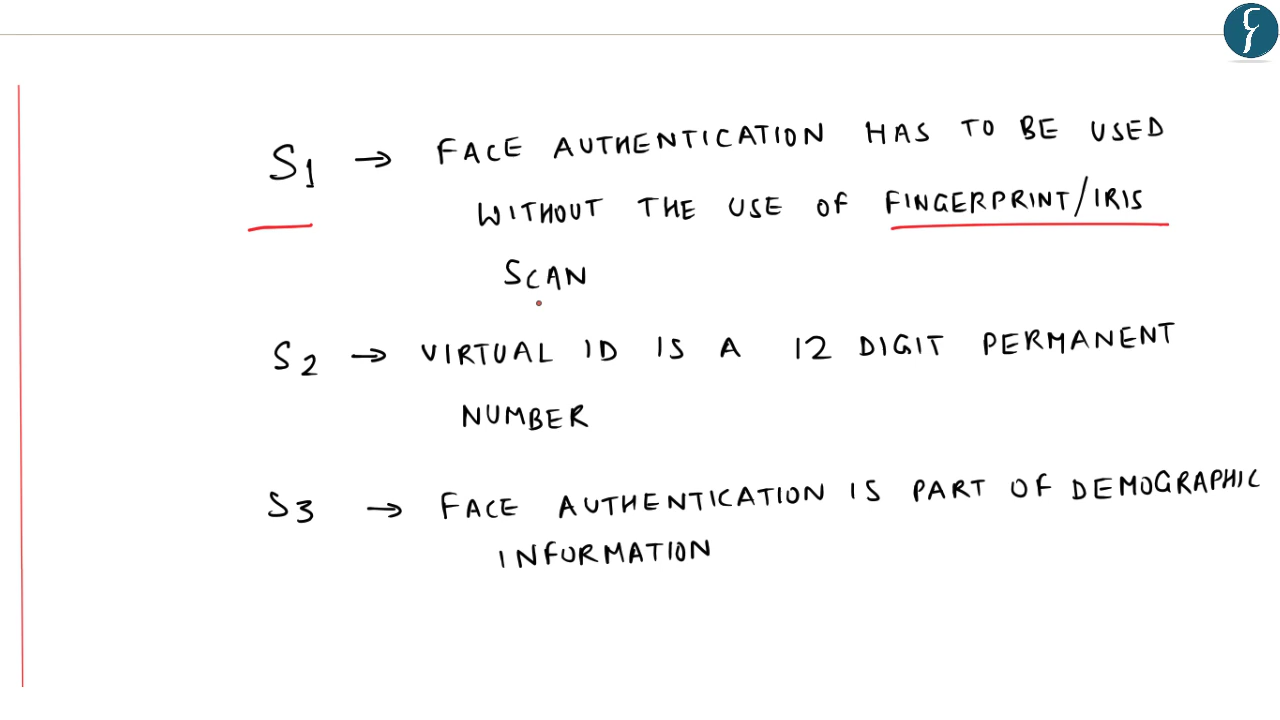 S1 → FACE AUTHENTICATION HAS TO BE USED
WITHOUT THE USE OF FINGERPRINT/IRIS
SCAN
S2 → VIRTUAL ID IS A 12 DIGIT PERMANENT
NUMBER
S3 → FACE AUTHENTICATION IS PART OF DEMOGRAPHIC
INFORMATION